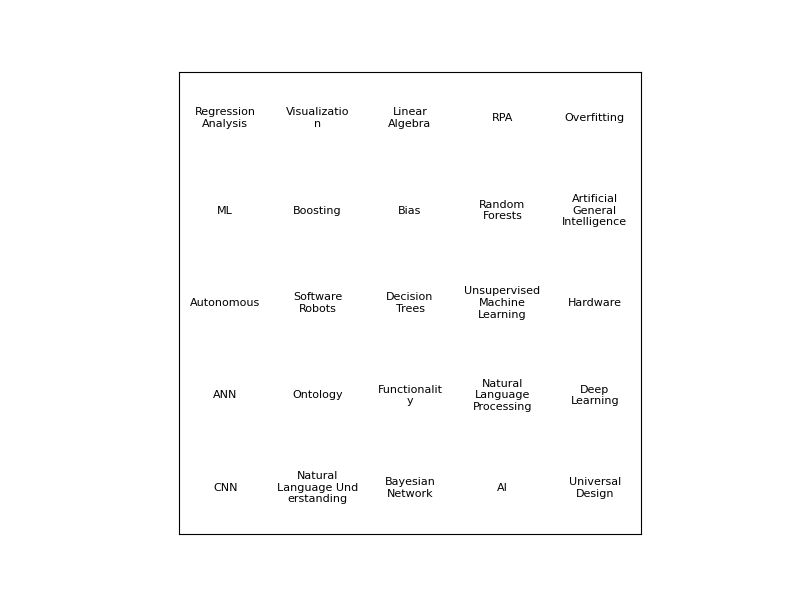 Regression
Analysis
Visualizatio
n
Linear
Algebra
RPA
Overfitting
ML
Boosting
Bias
Random
Forests
Artificial
General
Intelligence
Autonomous
Software
Robots
Decision
Trees
Unsupervised
Machine
Learning
Hardware
ANN
Ontology
Functionalit
y
Natural
Language
Processing
Deep
Learning
CNN
Natural
Language Und
erstanding
Bayesian
Network
AI
Universal
Design